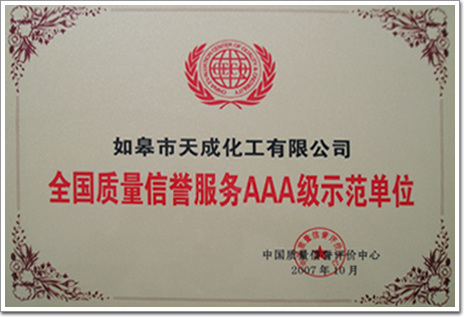 如皋市天成化工有限公司
全国质量信誉服务AAA级示范单位
中国质量信誉评价中心
2007年10月